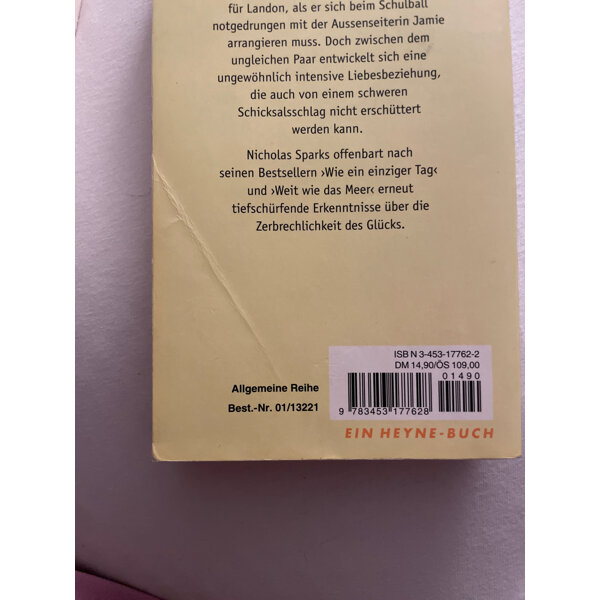 für Landon, als er sich beim Schulball
notgedrungen mit der Aussenseiterin Jamie
arrangieren muss. Doch zwischen dem
ungleichen Paar entwickelt sich eine
ungewöhnlich intensive Liebesbeziehung,
die auch von einem schweren
Schicksalsschlag nicht erschüttert
werden kann.
Nicholas Sparks offenbart nach
seinen Bestsellern ›Wie ein einziger Tag‹
und ›Weit wie das Meer‹ erneut
tiefschürfende Erkenntnisse über die
Zerbrechlichkeit des Glücks.
ISBN 3-453-17762-2
DM 14,90/ÖS 109,00
01490
Allgemeine Reihe
Best.-Nr. 01/13221
9 783453 177628
EIN HEYNE-BUCH